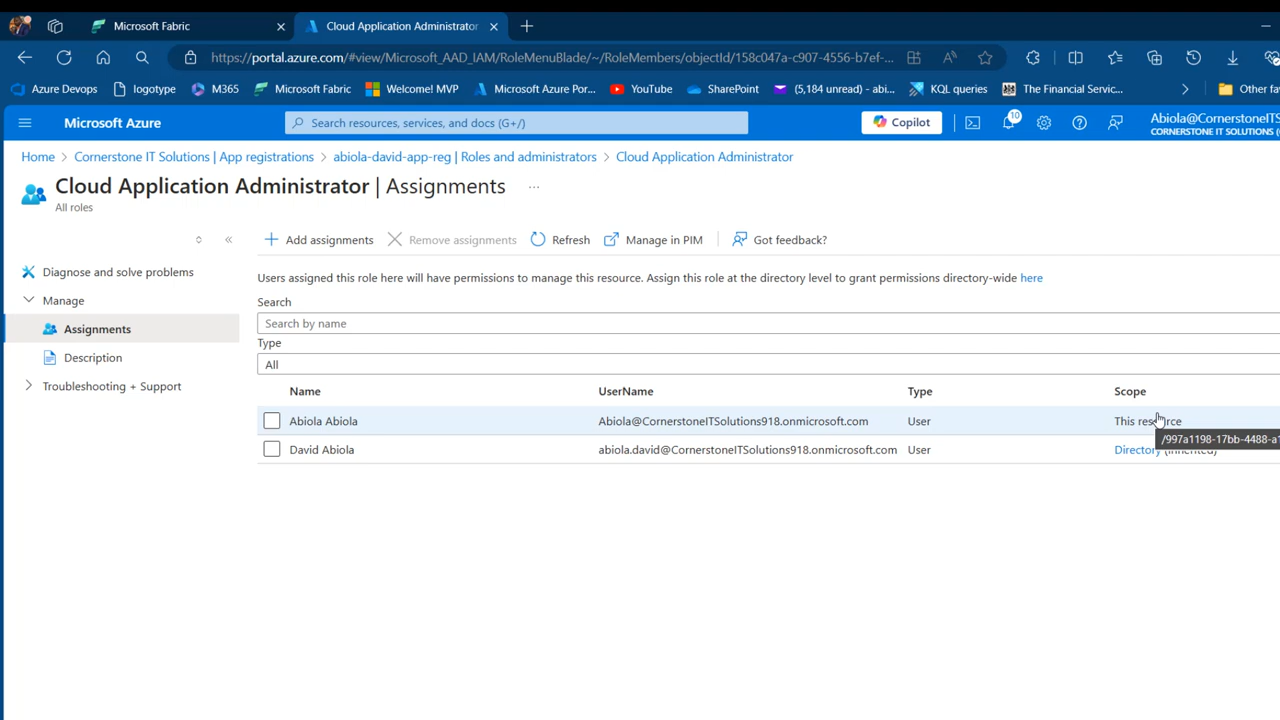 Microsoft Fabric
Cloud Application Administrator
https://portal.azure.com/#view/Microsoft_AAD_IAM/RoleMenuBlade/~/RoleMembers/objectId/158c047a-c907-4556-b7ef-...
Azure Devops logotype M365 Microsoft Fabric Welcome! MVP Microsoft Azure Por... YouTube SharePoint (5,184 unread) - abi... KQL queries The Financial Servic... Other fa
Microsoft Azure
Search resources, services, and docs (G+/)
Copilot
10
Abiola@CornerstoneITS
CORNERSTONE IT SOLUTIONS (
Home > Cornerstone IT Solutions | App registrations > abiola-david-app-reg | Roles and administrators > Cloud Application Administrator
Cloud Application Administrator | Assignments ...
All roles
Add assignments Remove assignments Refresh Manage in PIM Got feedback?
Diagnose and solve problems
Manage
Assignments
Description
Troubleshooting + Support
Users assigned this role here will have permissions to manage this resource. Assign this role at the directory level to grant permissions directory-wide here
Search
Search by name
Type
All
Name UserName Type Scope
Abiola Abiola Abiola@CornerstoneITSolutions918.onmicrosoft.com User This resource
/997a1198-17bb-4488-a1
David Abiola abiola.david@CornerstoneITSolutions918.onmicrosoft.com User Directory (Inherited)